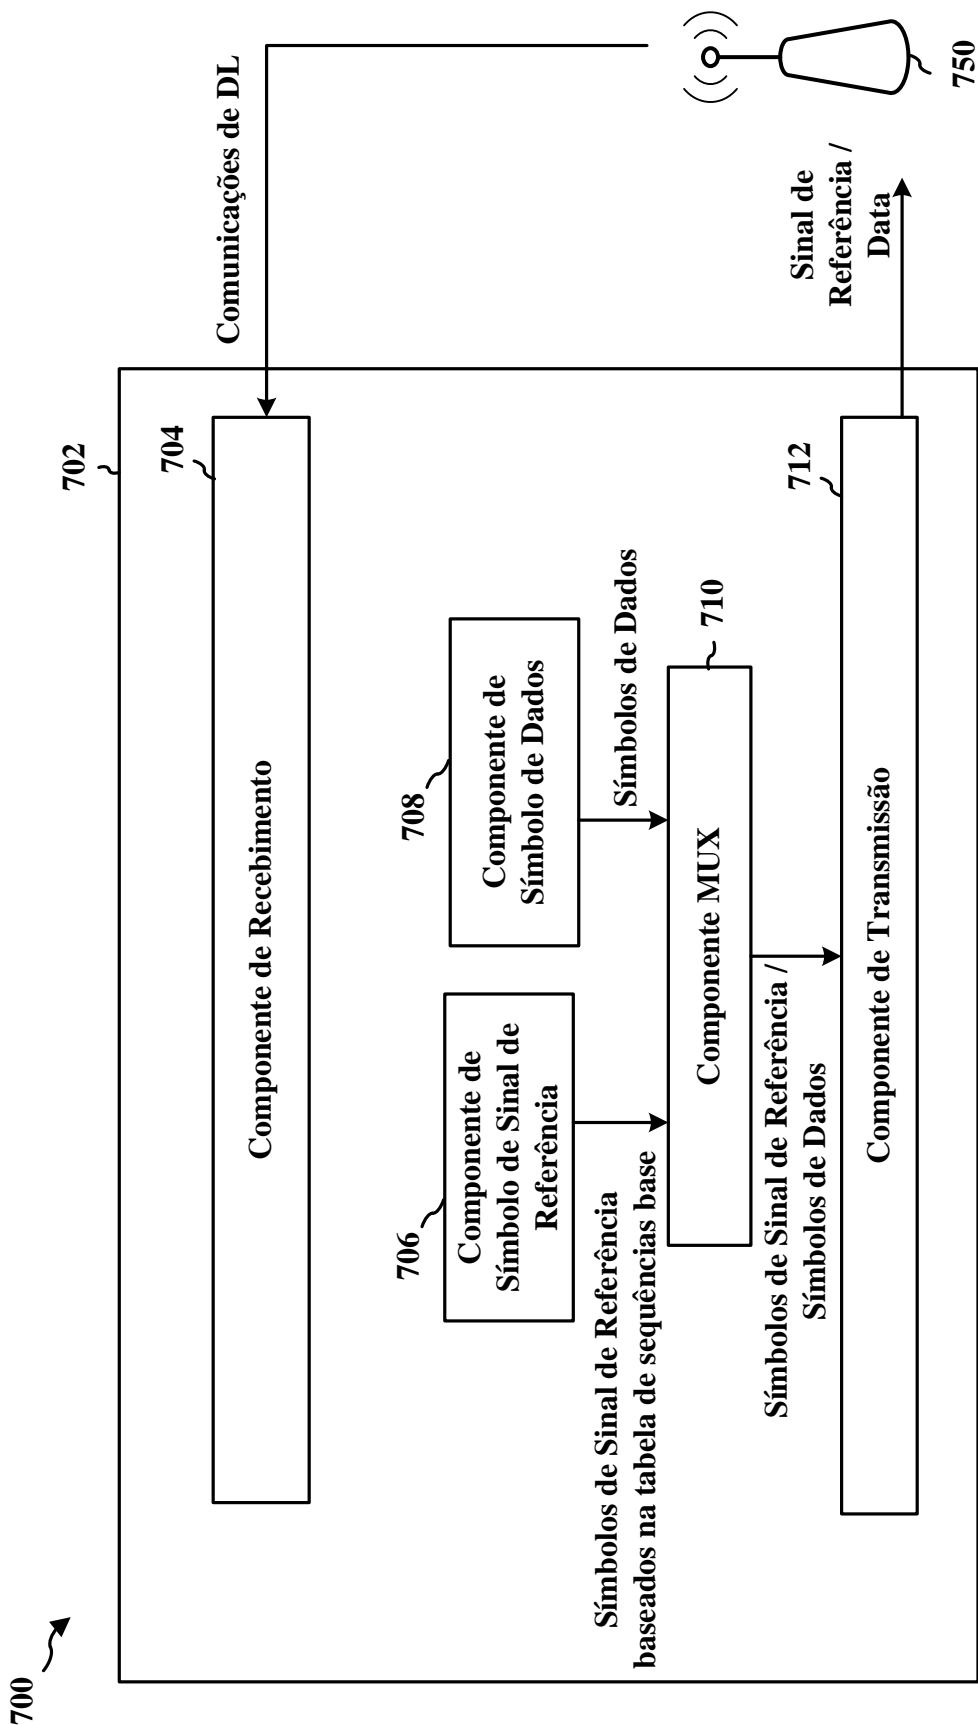 700
702
704
Componente de Recebimento
Comunicações de DL
706
Componente de
Símbolo de Sinal de
Referência
708
Componente de
Símbolo de Dados
Símbolos de Sinal de Referência
baseados na tabela de sequências base
Símbolos de Dados
710
Componente MUX
Símbolos de Sinal de Referência /
Símbolos de Dados
712
Componente de Transmissão
Sinal de
Referência /
Data
750